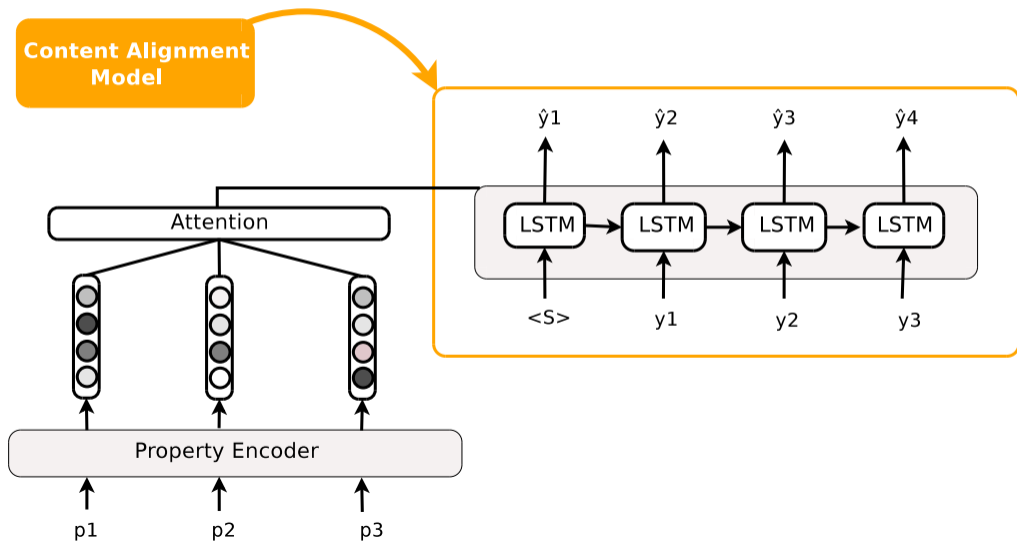 Content Alignment
Model
ŷ1 ŷ2 ŷ3 ŷ4
Attention
LSTM LSTM LSTM LSTM
<S> y1 y2 y3
Property Encoder
p1 p2 p3